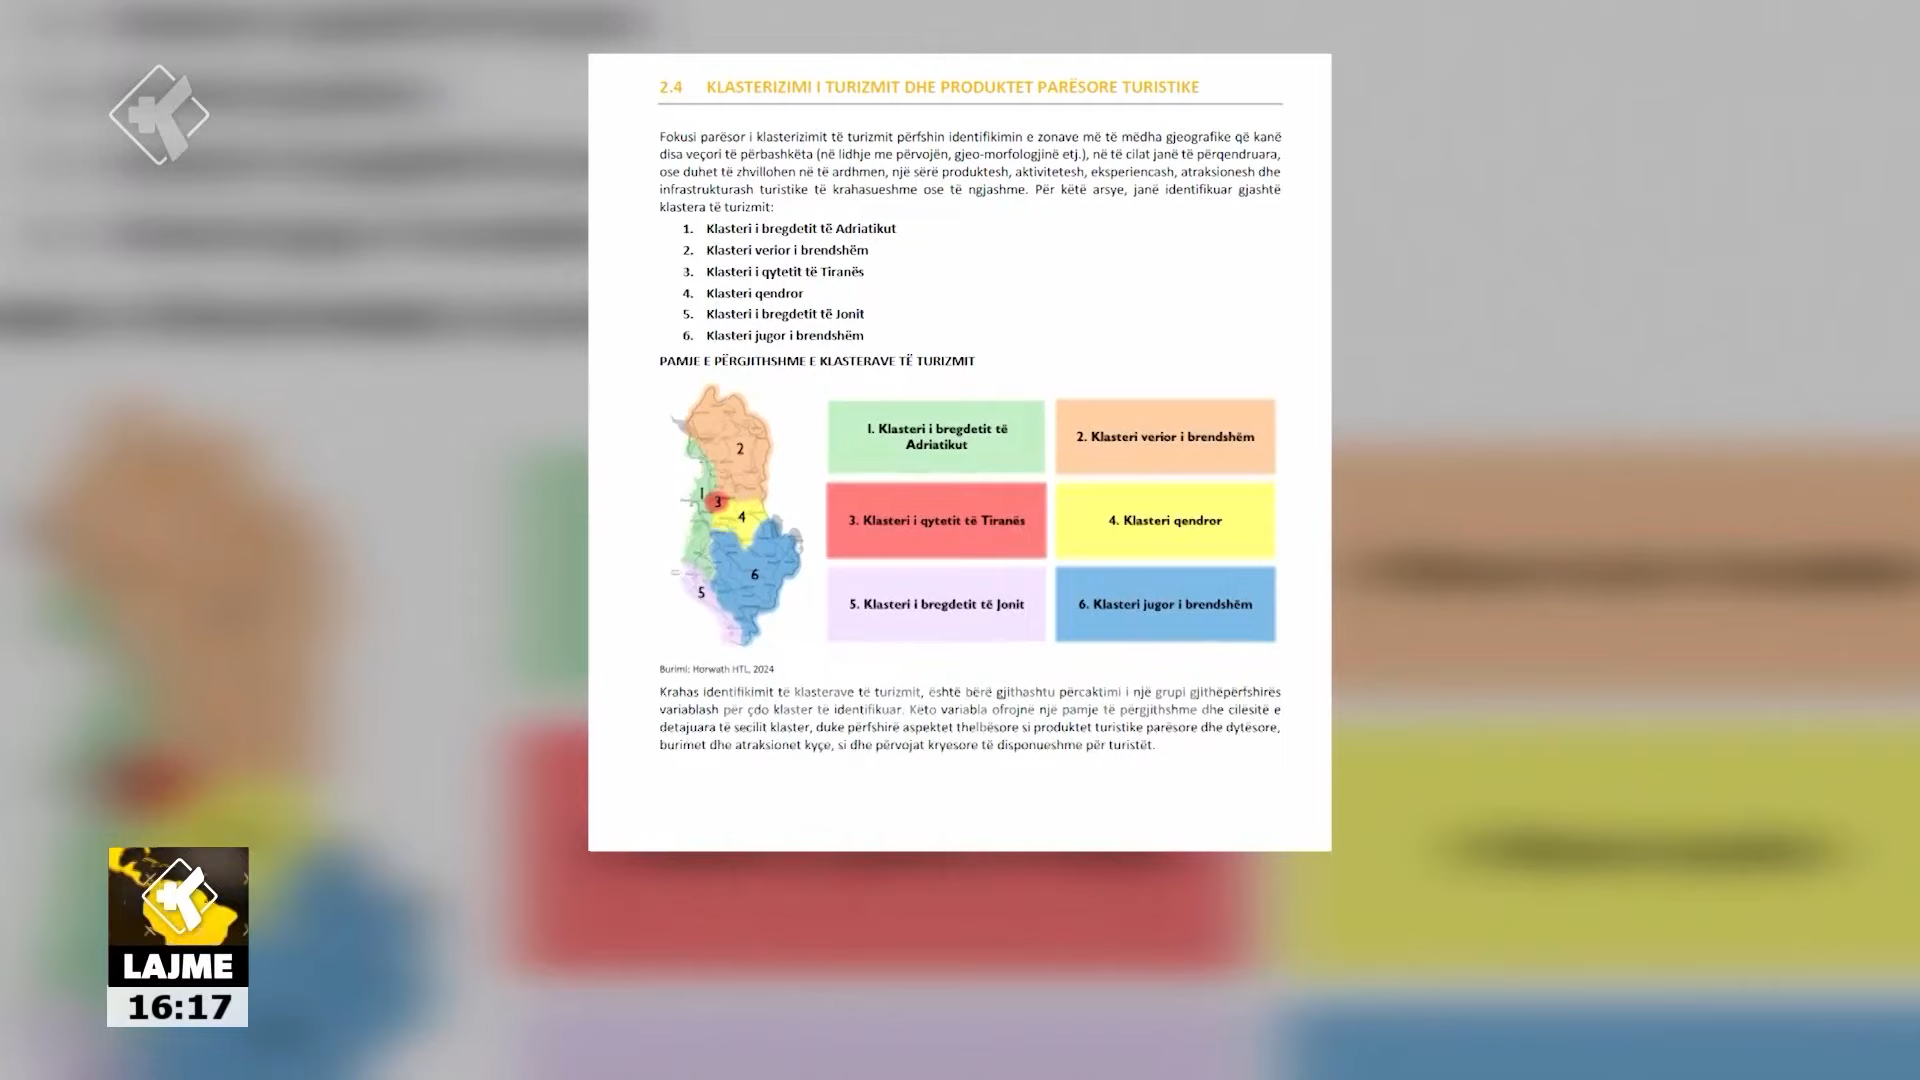 2.4 KLASTERIZIMI I TURIZMIT DHE PRODUKTET PARËSORE TURISTIKE
Fokusi parësor i klasterizimit të turizmit përfshin identifikimin e zonave më të mëdha gjeografike që kanë
disa veçori të përbashkëta (në lidhje me përvojën, gjeo-morfologjinë etj.), në të cilat janë të përqendruara,
ose duhet të zhvillohen në të ardhmen, një sërë produktesh, aktivitetesh, eksperiencash, atraksionesh dhe
infrastrukturash turistike të krahasueshme ose të ngjashme. Për këtë arsye, janë identifikuar gjashtë
klastera të turizmit:
1. Klasteri i bregdetit të Adriatikut
2. Klasteri verior i brendshëm
3. Klasteri i qytetit të Tiranës
4. Klasteri qendror
5. Klasteri i bregdetit të Jonit
6. Klasteri jugor i brendshëm
PAMJE E PËRGJITHSHME E KLASTERAVE TË TURIZMIT
2
1
3
4
6
5
1. Klasteri i bregdetit të
Adriatikut
2. Klasteri verior i brendshëm
3. Klasteri i qytetit të Tiranës
4. Klasteri qendror
5. Klasteri i bregdetit të Jonit
6. Klasteri jugor i brendshëm
Burimi: Horwath HTL, 2024
Krahas identifikimit të klasterave të turizmit, është bërë gjithashtu përcaktimi i një grupi gjithëpërfshirës
variablash për çdo klaster të identifikuar. Këto variabla ofrojnë një pamje të përgjithshme dhe cilësitë e
detajuara të secilit klaster, duke përfshirë aspektet thelbësore si produktet turistike parësore dhe dytësore,
burimet dhe atraksionet kyçe, si dhe përvojat kryesore të disponueshme për turistët.
LAJME
16:17